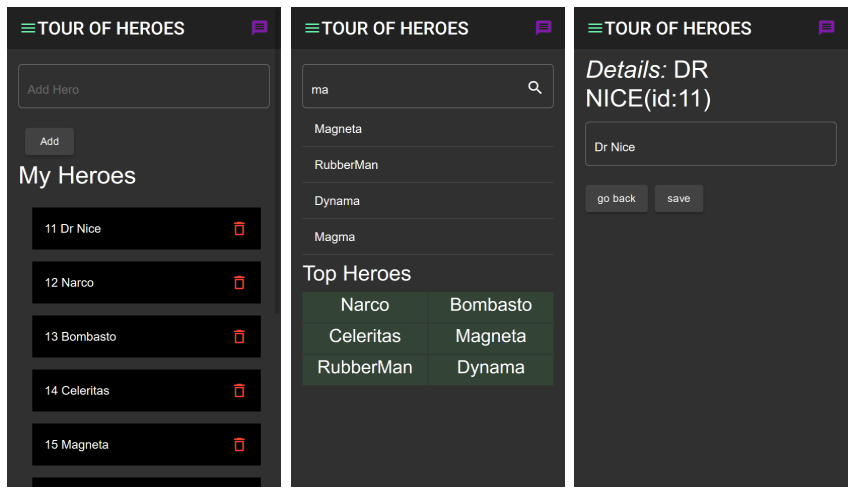 TOUR OF HEROES
Add Hero
Add
My Heroes
11 Dr Nice
12 Narco
13 Bombasto
14 Celeritas
15 Magneta
TOUR OF HEROES
ma
Magneta
RubberMan
Dynama
Magma
Top Heroes
Narco Bombasto
Celeritas Magneta
RubberMan Dynama
TOUR OF HEROES
Details: DR
NICE(id:11)
Dr Nice
go back save